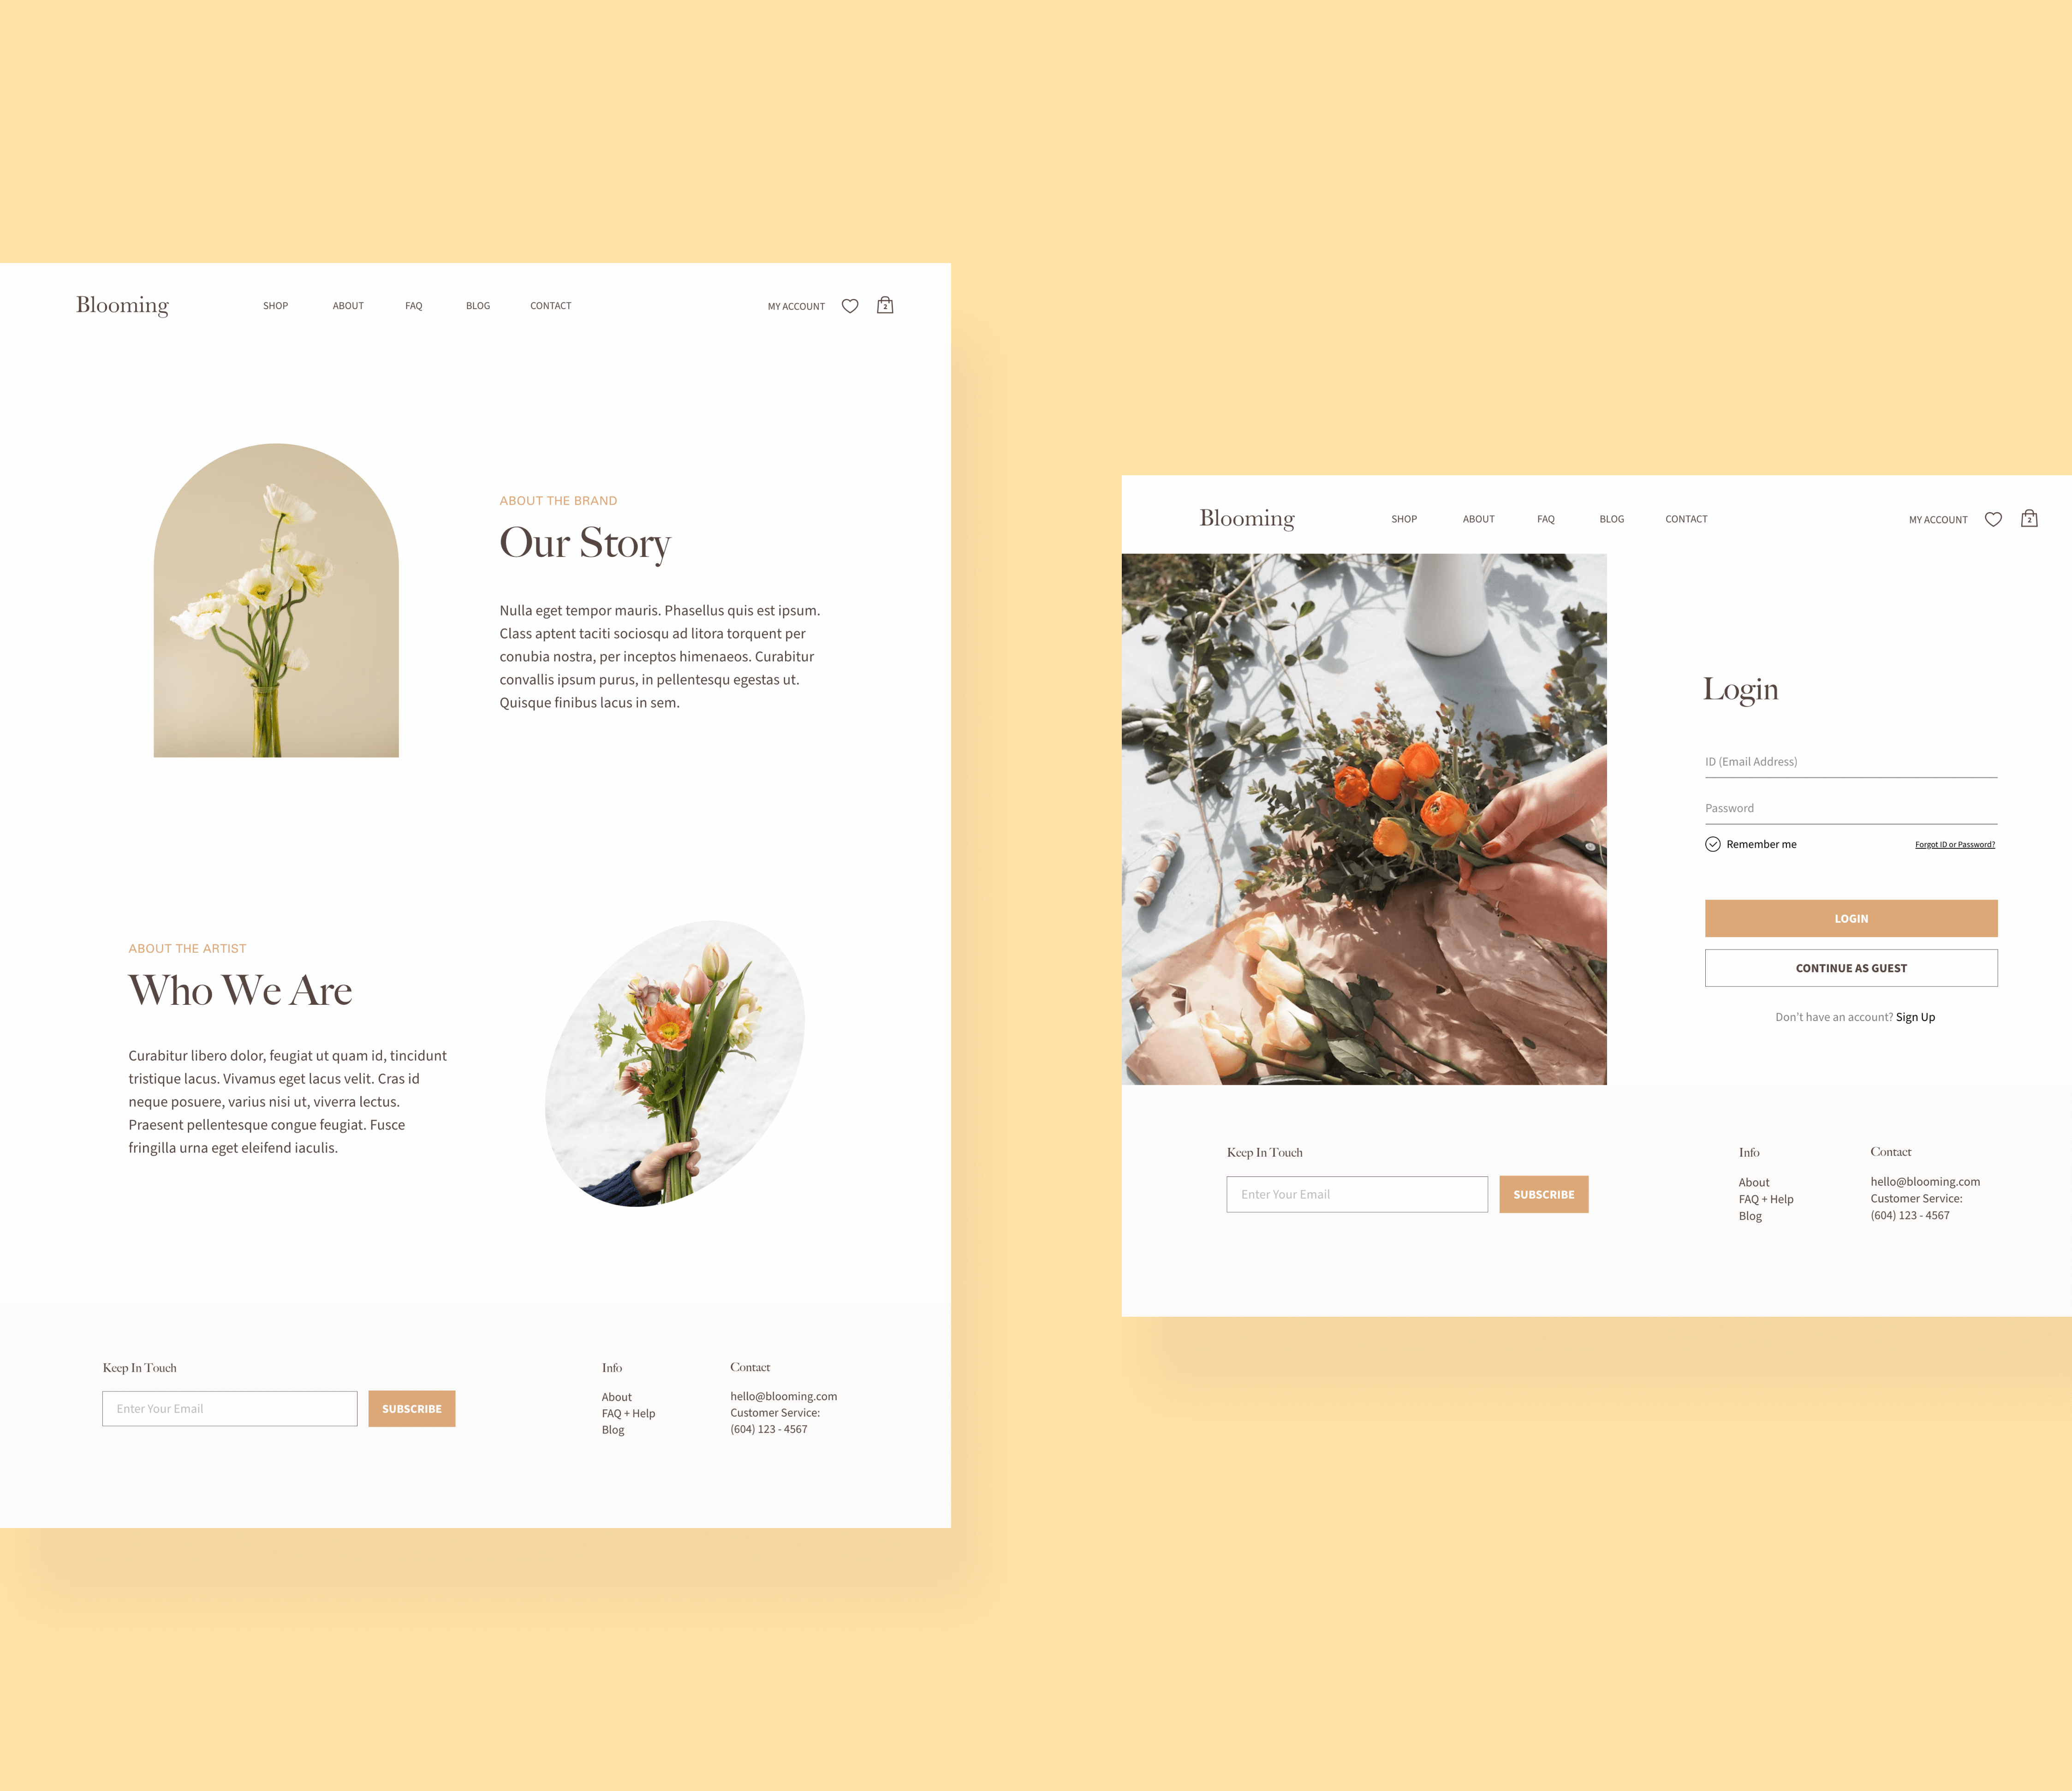 Blooming
SHOP ABOUT FAQ BLOG CONTACT
MY ACCOUNT 2
ABOUT THE BRAND
Our Story
Nulla eget tempor mauris. Phasellus quis est ipsum.
Class aptent taciti sociosqu ad litora torquent per
conubia nostra, per inceptos himenaeos. Curabitur
convallis ipsum purus, in pellentesqu egestas ut.
Quisque finibus lacus in sem.
ABOUT THE ARTIST
Who We Are
Curabitur libero dolor, feugiat ut quam id, tincidunt
tristique lacus. Vivamus eget lacus velit. Cras id
neque posuere, varius nisi ut, viverra lectus.
Praesent pellentesque congue feugiat. Fusce
fringilla urna eget eleifend iaculis.
Keep In Touch
Enter Your Email
SUBSCRIBE
Info
About
FAQ + Help
Blog
Contact
hello@blooming.com
Customer Service:
(604) 123 - 4567
Blooming
SHOP ABOUT FAQ BLOG CONTACT
MY ACCOUNT 2
Login
ID (Email Address)
Password
Remember me
Forgot ID or Password?
LOGIN
CONTINUE AS GUEST
Don't have an account? Sign Up
Keep In Touch
Enter Your Email
SUBSCRIBE
Info
About
FAQ + Help
Blog
Contact
hello@blooming.com
Customer Service:
(604) 123 - 4567